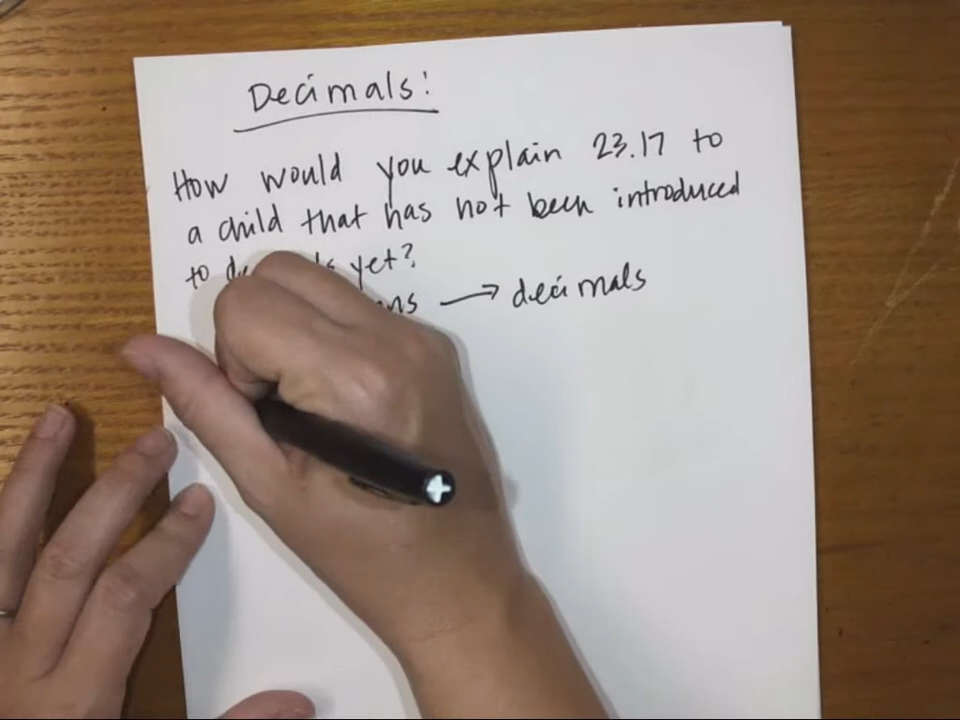 Decimals:
How would you explain 23.17 to
a child that has not been introduced
to yet?
→ decimals